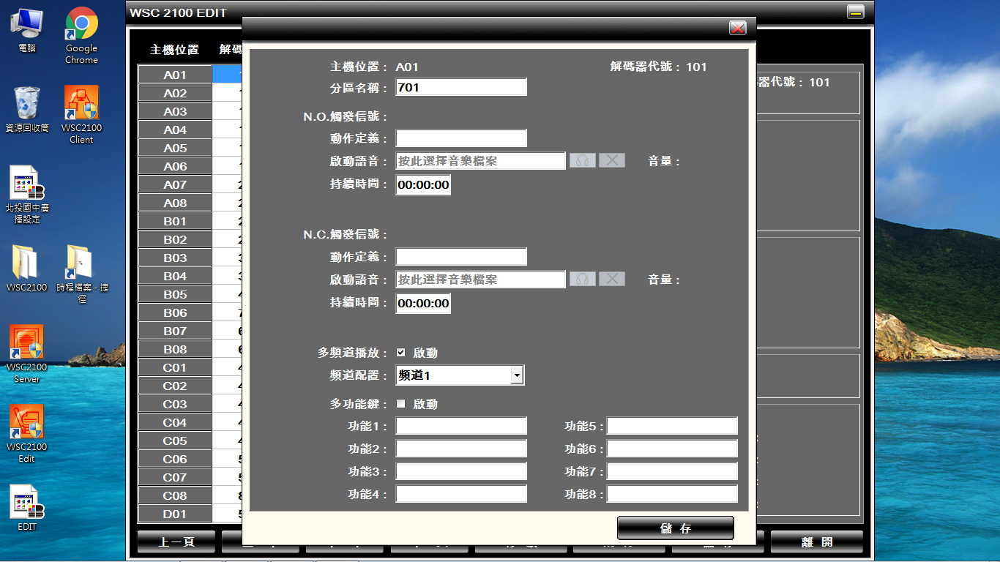 WSC 2100 EDIT
電腦
Google
Chrome
資源回收筒
WSC2100
Client
北投國中廣
播設定
WSC2100
時程檔案 - 捷
徑
WSC2100
Server
WSC2100
Edit
EDIT
主機位置
A01
A02
A03
A04
A05
A06
A07
A08
B01
B02
B03
B04
B05
B06
B07
B08
C01
C02
C03
C04
C05
C06
C07
C08
D01
主機位置： A01
解碼器代號： 101
分區名稱： 701
N.O.觸發信號：
動作定義：
啟動語音： 按此選擇音樂檔案
音量：
持續時間： 00:00:00
N.C.觸發信號：
動作定義：
啟動語音： 按此選擇音樂檔案
音量：
持續時間： 00:00:00
多頻道播放： 啟動
頻道配置： 頻道1
多功能鍵： 啟動
功能1： 功能5：
功能2： 功能6：
功能3： 功能7：
功能4： 功能8：
儲 存
器代號： 101
上一頁
離 開